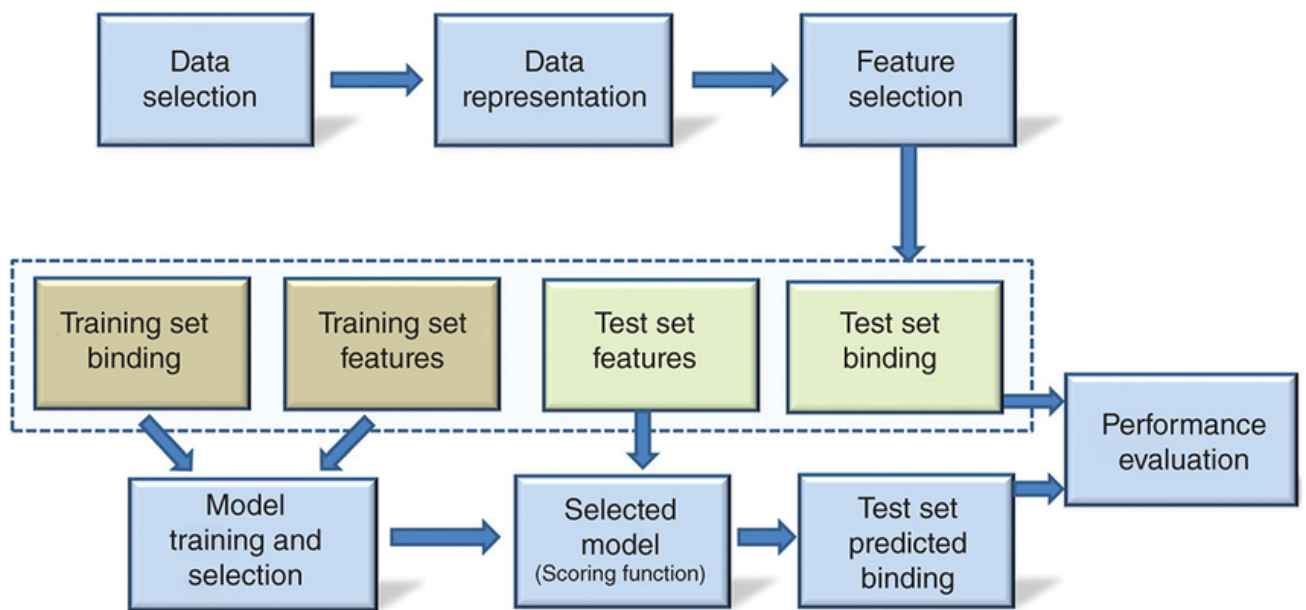 Data
selection
Data
representation
Feature
selection
Training set
binding
Training set
features
Test set
features
Test set
binding
Performance
evaluation
Model
training and
selection
Selected
model
(Scoring function)
Test set
predicted
binding